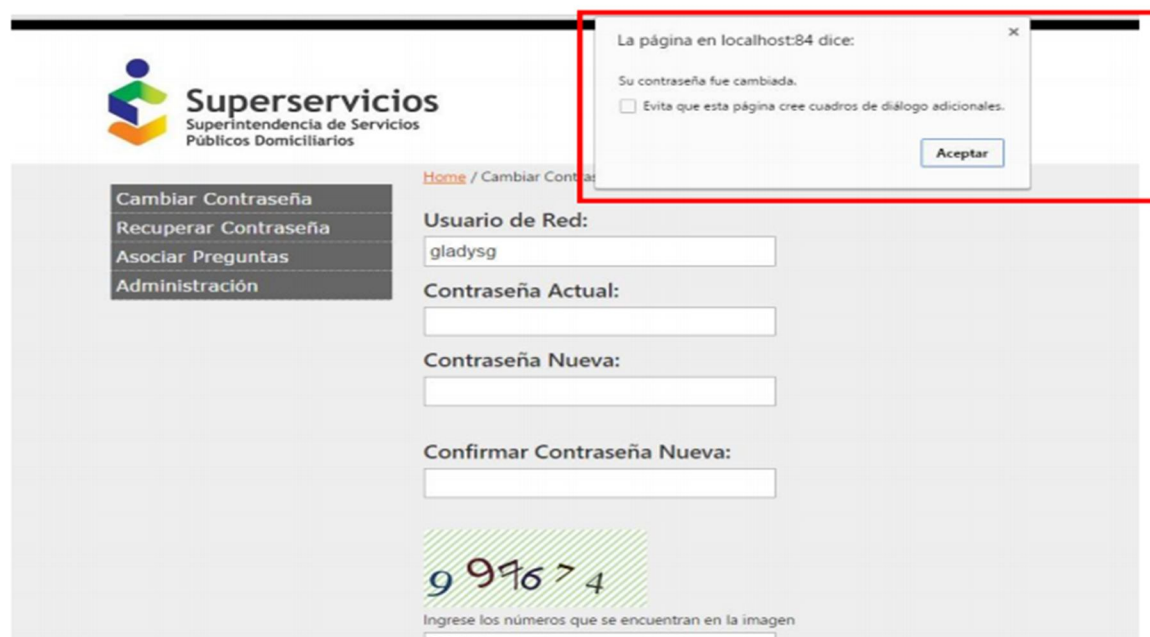 La página en localhost:84 dice:
×
Su contraseña fue cambiada.
Evita que esta página cree cuadros de diálogo adicionales.
Aceptar
Superservicios
Superintendencia de Servicios
Públicos Domiciliarios
Home / Cambiar Contras
Cambiar Contraseña
Recuperar Contraseña
Asociar Preguntas
Administración
Usuario de Red:
gladysg
Contraseña Actual:
Contraseña Nueva:
Confirmar Contraseña Nueva:
997674
Ingrese los números que se encuentran en la imagen